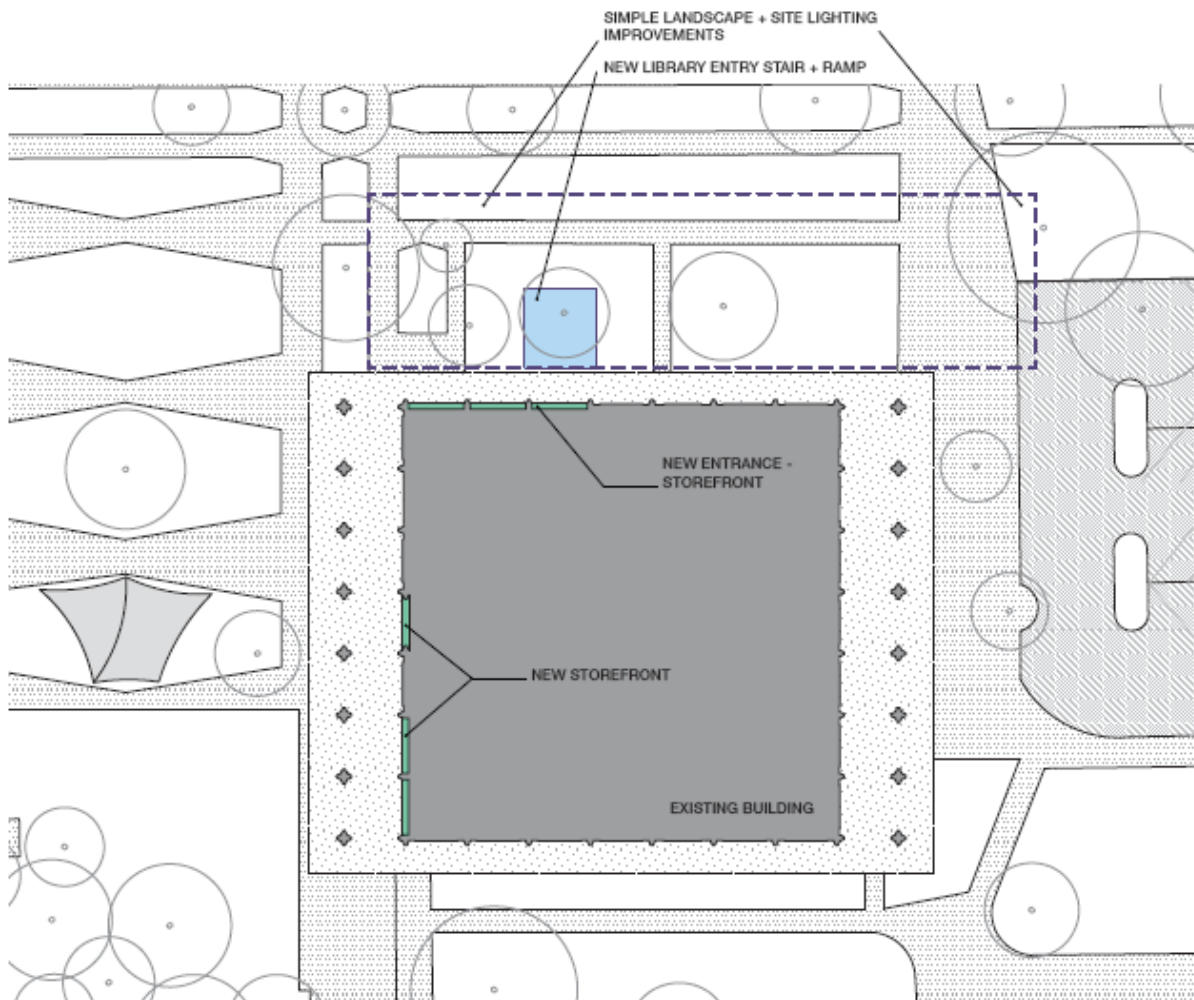 SIMPLE LANDSCAPE + SITE LIGHTING
IMPROVEMENTS
NEW LIBRARY ENTRY STAIR + RAMP
NEW ENTRANCE -
STOREFRONT
NEW STOREFRONT
EXISTING BUILDING